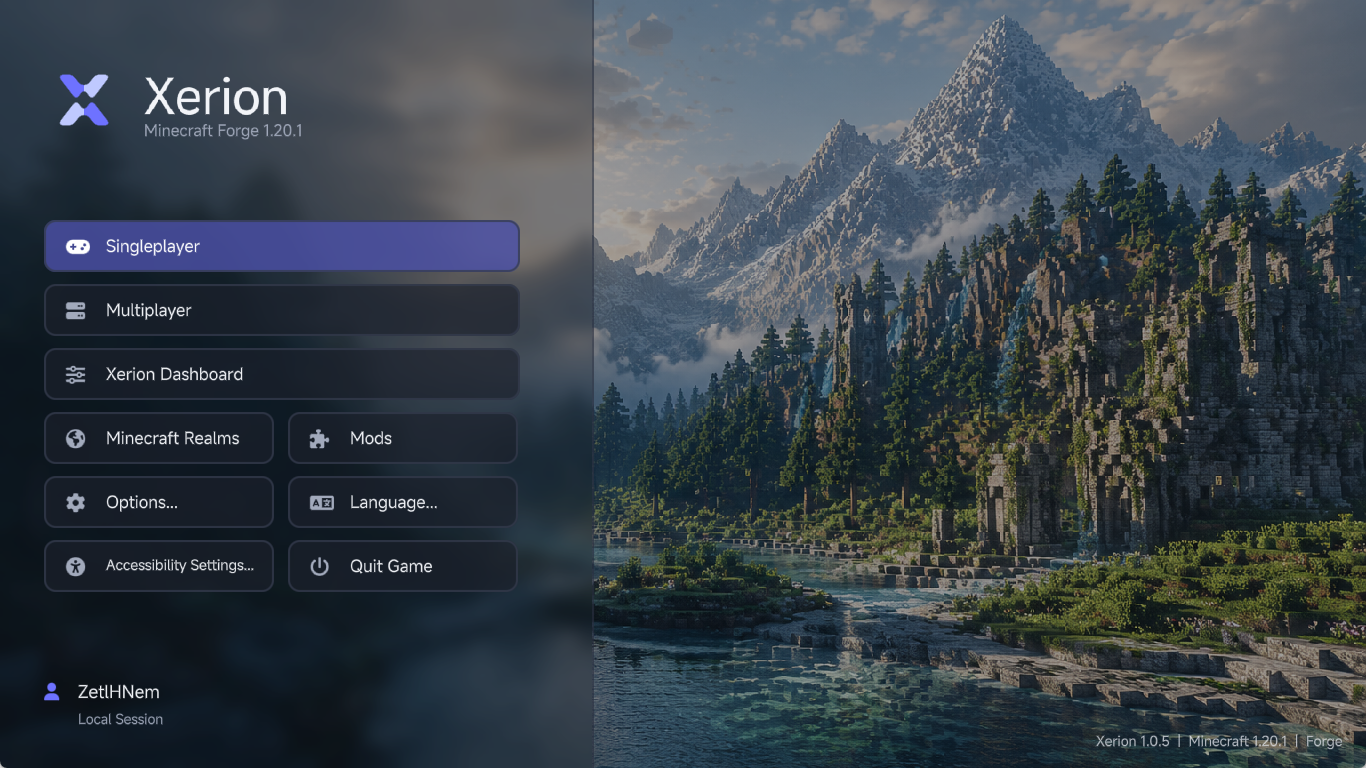 Xerion
Minecraft Forge 1.20.1
Singleplayer
Multiplayer
Xerion Dashboard
Minecraft Realms
Mods
Options...
Language...
Accessibility Settings...
Quit Game
ZetlHNem
Local Session
Xerion 1.0.5 | Minecraft 1.20.1 | Forge